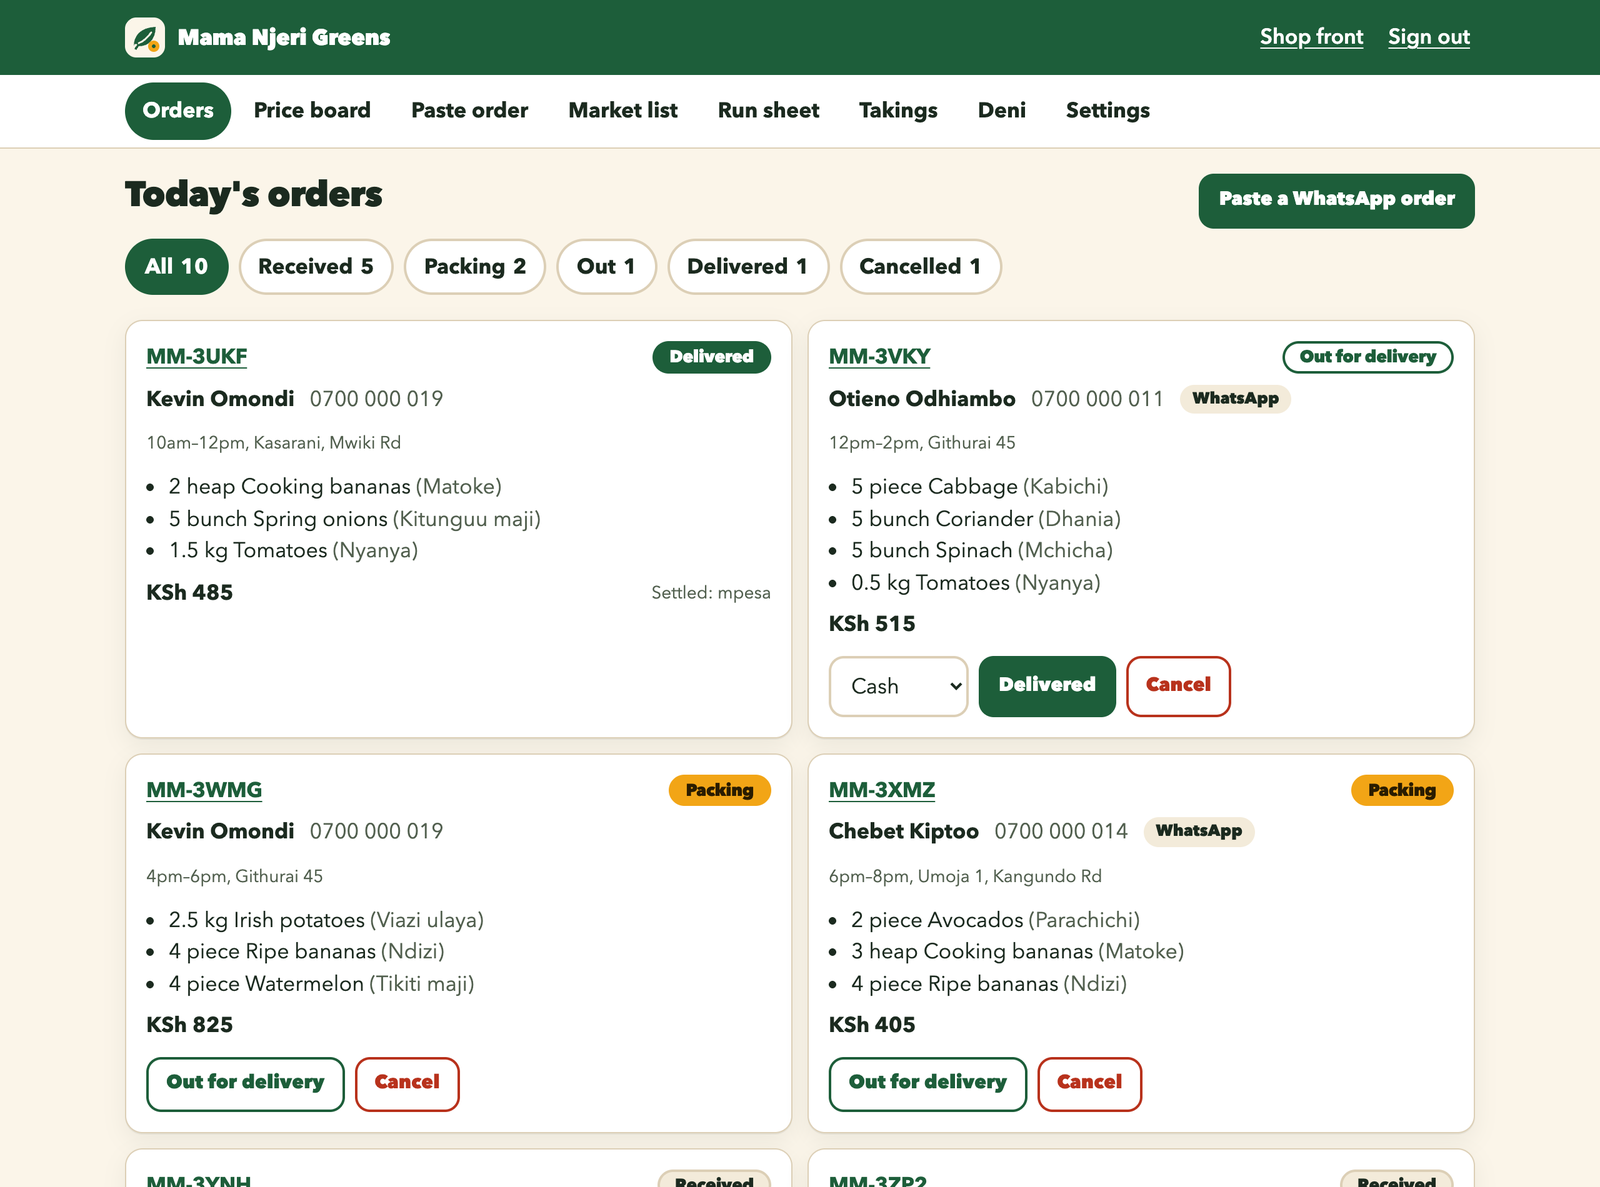 Mama Njeri Greens
Shop front
Sign out
Orders
Price board
Paste order
Market list
Run sheet
Takings
Deni
Settings
Today's orders
Paste a WhatsApp order
All 10
Received 5
Packing 2
Out 1
Delivered 1
Cancelled 1
MM-3UKF
Delivered
Kevin Omondi 0700 000 019
10am–12pm, Kasarani, Mwiki Rd
2 heap Cooking bananas (Matoke)
5 bunch Spring onions (Kitunguu maji)
1.5 kg Tomatoes (Nyanya)
KSh 485
Settled: mpesa
MM-3VKY
Out for delivery
Otieno Odhiambo 0700 000 011 WhatsApp
12pm–2pm, Githurai 45
5 piece Cabbage (Kabichi)
5 bunch Coriander (Dhania)
5 bunch Spinach (Mchicha)
0.5 kg Tomatoes (Nyanya)
KSh 515
Cash
Delivered
Cancel
MM-3WMG
Packing
Kevin Omondi 0700 000 019
4pm–6pm, Githurai 45
2.5 kg Irish potatoes (Viazi ulaya)
4 piece Ripe bananas (Ndizi)
4 piece Watermelon (Tikiti maji)
KSh 825
Out for delivery
Cancel
MM-3XMZ
Packing
Chebet Kiptoo 0700 000 014 WhatsApp
6pm–8pm, Umoja 1, Kangundo Rd
2 piece Avocados (Parachichi)
3 heap Cooking bananas (Matoke)
4 piece Ripe bananas (Ndizi)
KSh 405
Out for delivery
Cancel
MM-3YNH
Received
MM-3ZP2
Received